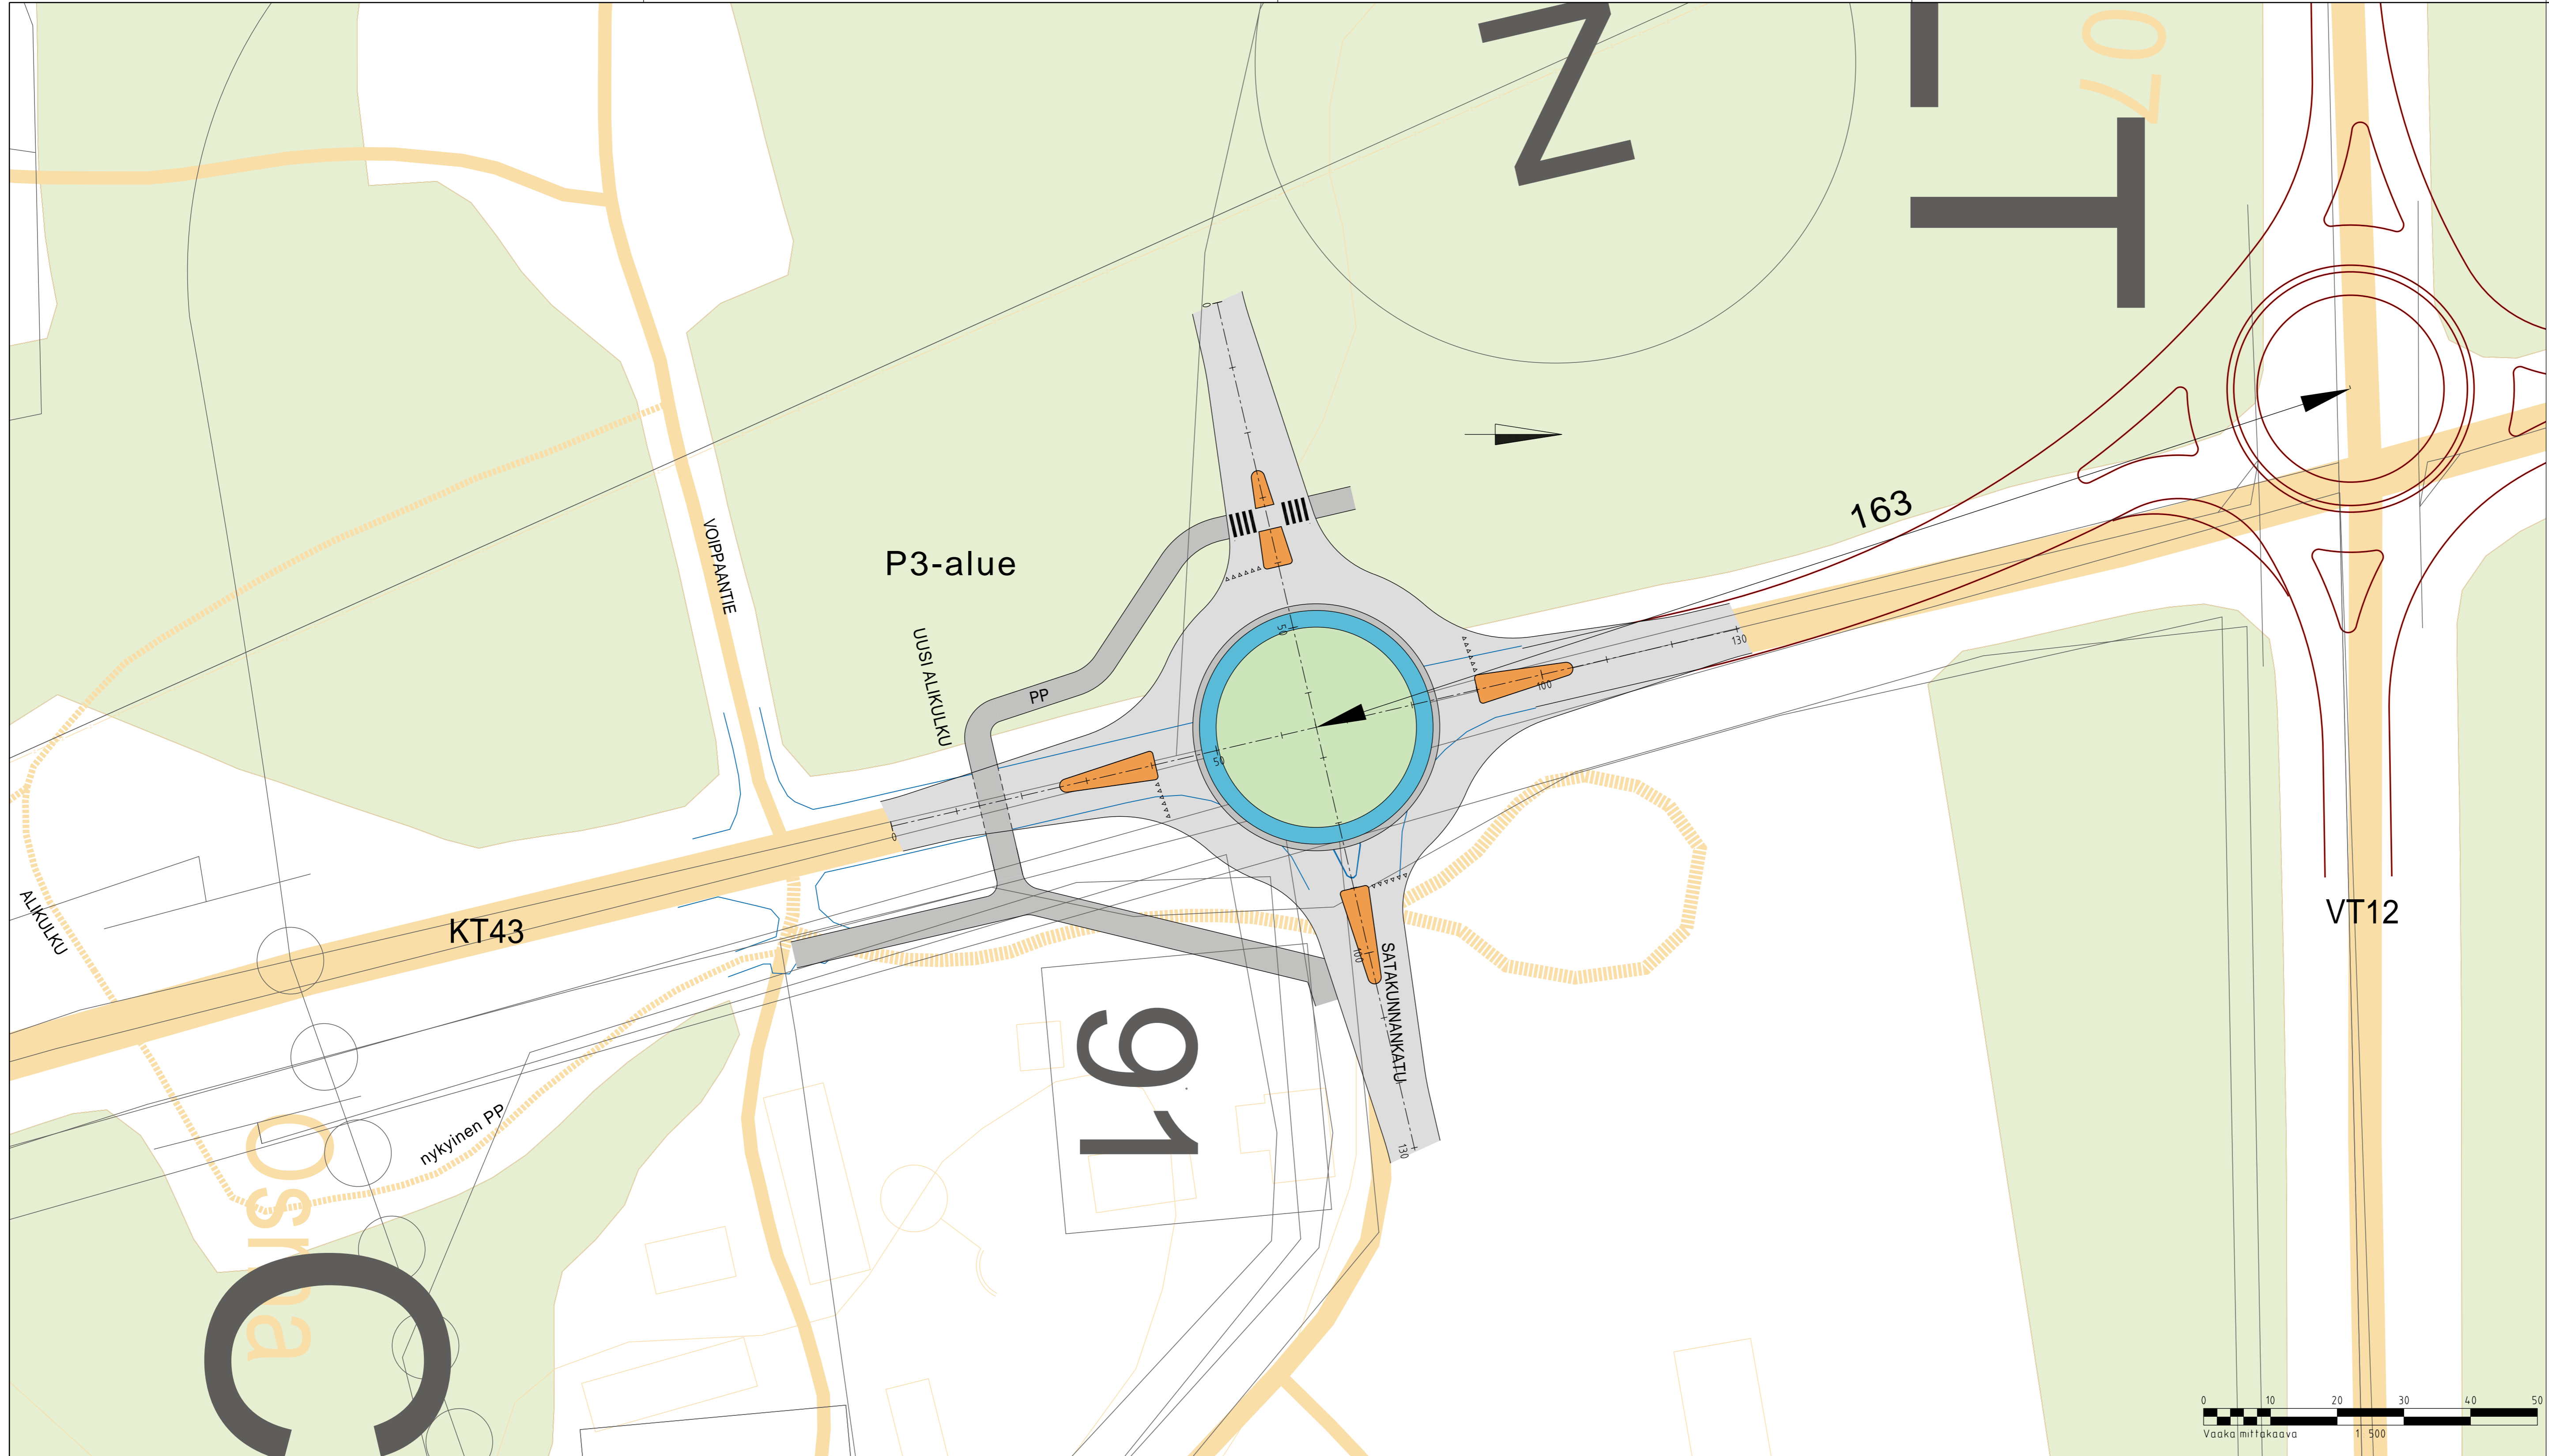 N
T
07
163
P3-alue
VOIPPAANTIE
UUSI ALIKULKU
PP
0
50
100
130
0
50
100
130
SATAKUNNANKATU
KT43
VT12
ALIKULKU
nykyinen PP
91
C
0 10 20 30 40 50
Vaaka mittakaava 1 500